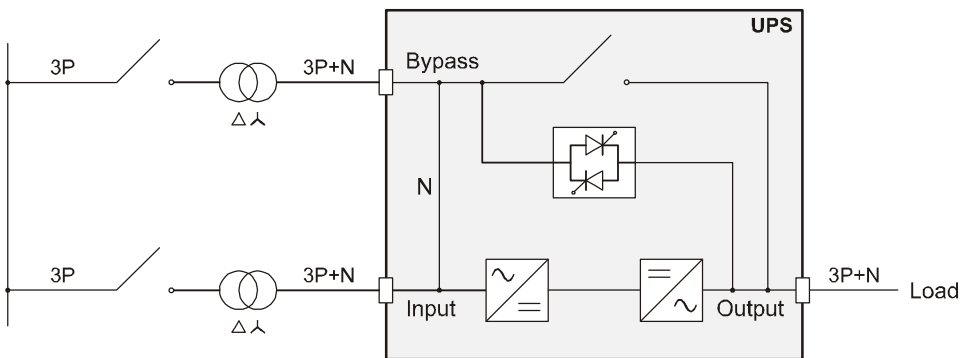 UPS
3P
3P+N
Bypass
N
3P
3P+N
Input
Output
3P+N
Load